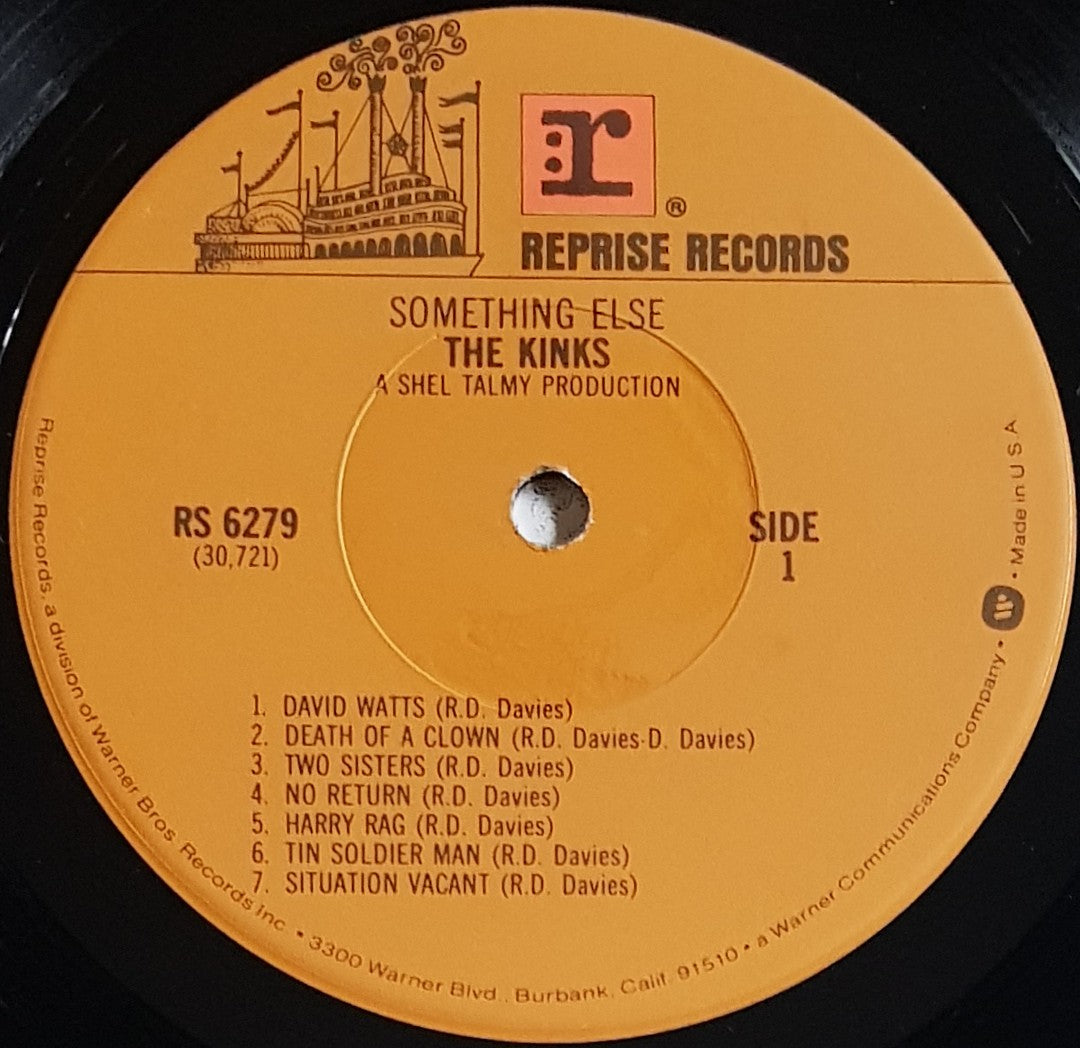 :r
®
REPRISE RECORDS
SOMETHING ELSE
THE KINKS
A SHEL TALMY PRODUCTION
RS 6279
(30,721)
SIDE
1
1. DAVID WATTS (R.D. Davies)
2. DEATH OF A CLOWN (R.D. Davies-D. Davies)
3. TWO SISTERS (R.D. Davies)
4. NO RETURN (R.D. Davies)
5. HARRY RAG (R.D. Davies)
6. TIN SOLDIER MAN (R.D. Davies)
7. SITUATION VACANT (R.D. Davies)
Reprise Records, a division of Warner Bros. Records Inc • 3300 Warner Blvd., Burbank, Calif. 91510 • a Warner Communications Company • W • Made in U S A